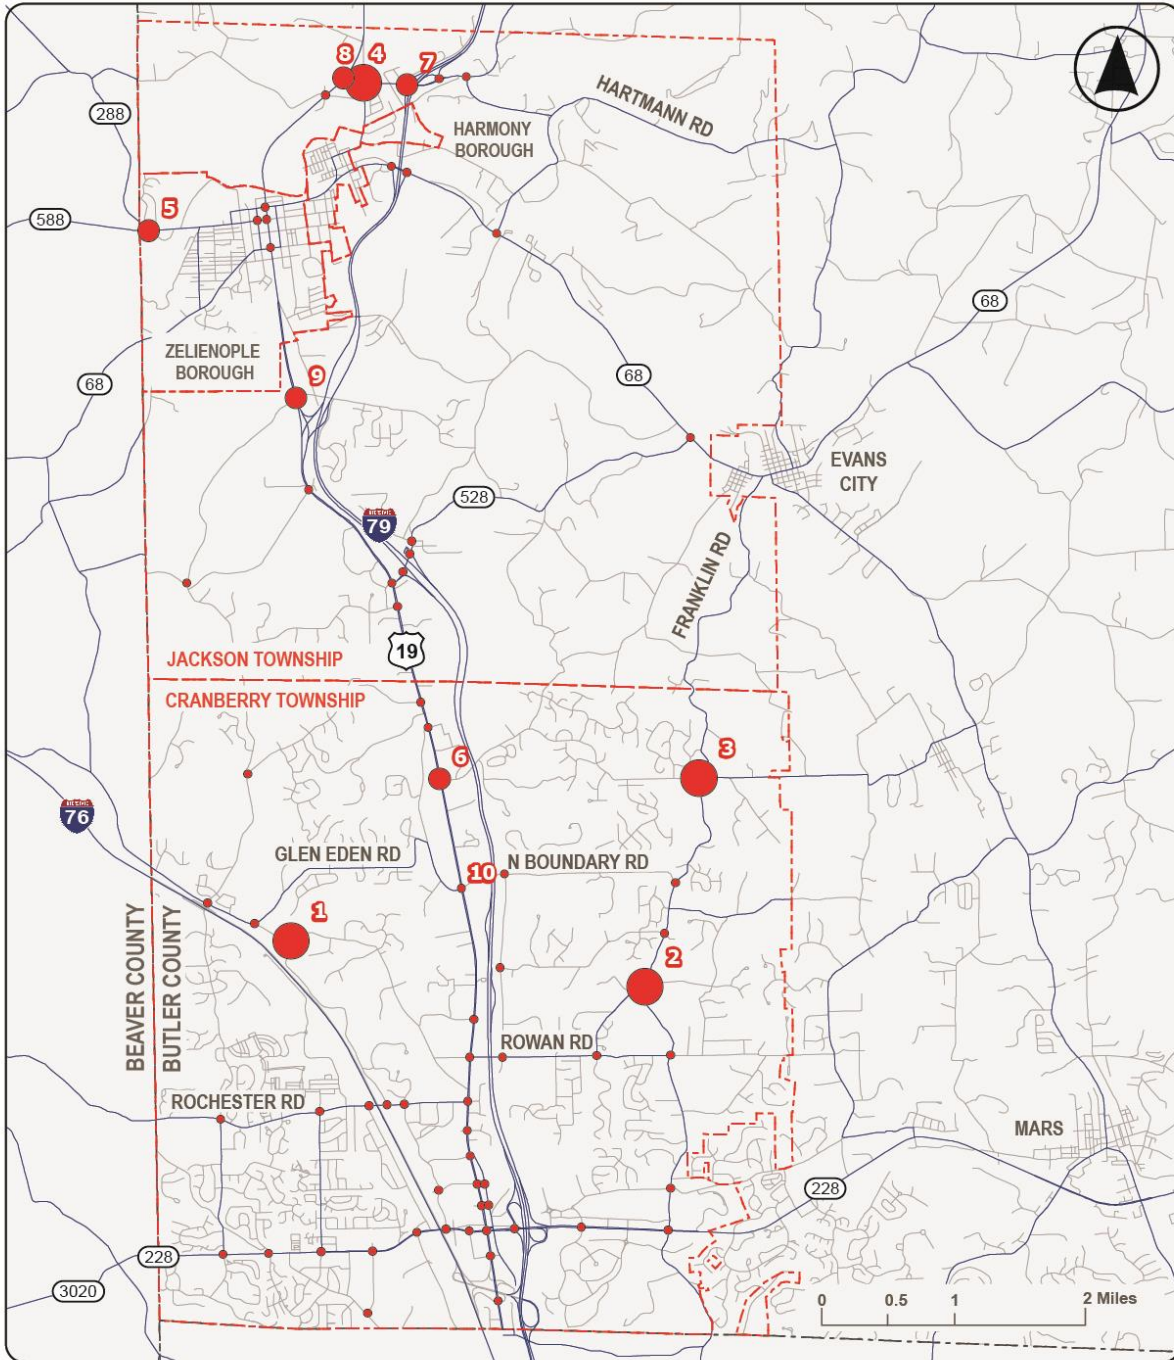 8
4
7
288
HARTMANN RD
HARMONY
BOROUGH
5
588
68
ZELIENOPLE
BOROUGH
9
68
68
EVANS
CITY
528
79
FRANKLIN RD
19
JACKSON TOWNSHIP
CRANBERRY TOWNSHIP
6
3
76
GLEN EDEN RD
10
N BOUNDARY RD
1
2
BEAVER COUNTY
BUTLER COUNTY
ROWAN RD
ROCHESTER RD
MARS
228
228
3020
0
0.5
1
2 Miles